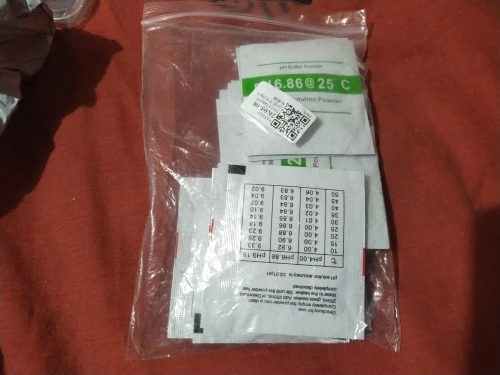 pH Buffer Powder
6.86@25°C
olution Powder
Directions for use
Completely empty the powder into a clean
250mL glass beaker. Add 250mL of
Water to the beaker. Stir until the powder has
completely dissolved.
pH solution accuracy is: ±0.01pH
℃ pH4.00 pH6.86 pH9.18
10 4.00 6.92 9.33
15 4.00 6.90 9.28
20 4.00 6.88 9.23
25 4.00 6.86 9.18
30 4.01 6.85 9.14
35 4.02 6.84 9.10
40 4.03 6.84 9.07
45 4.04 6.83 9.04
50 4.06 6.83 9.02